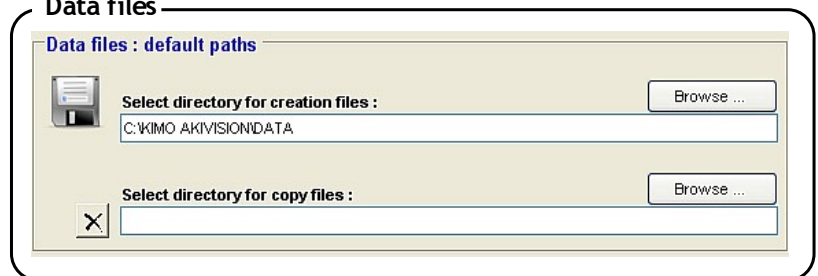 Data files
Data files : default paths
Select directory for creation files :
Browse ...
C:\KIMO AKIVISION\DATA
Select directory for copy files :
Browse ...